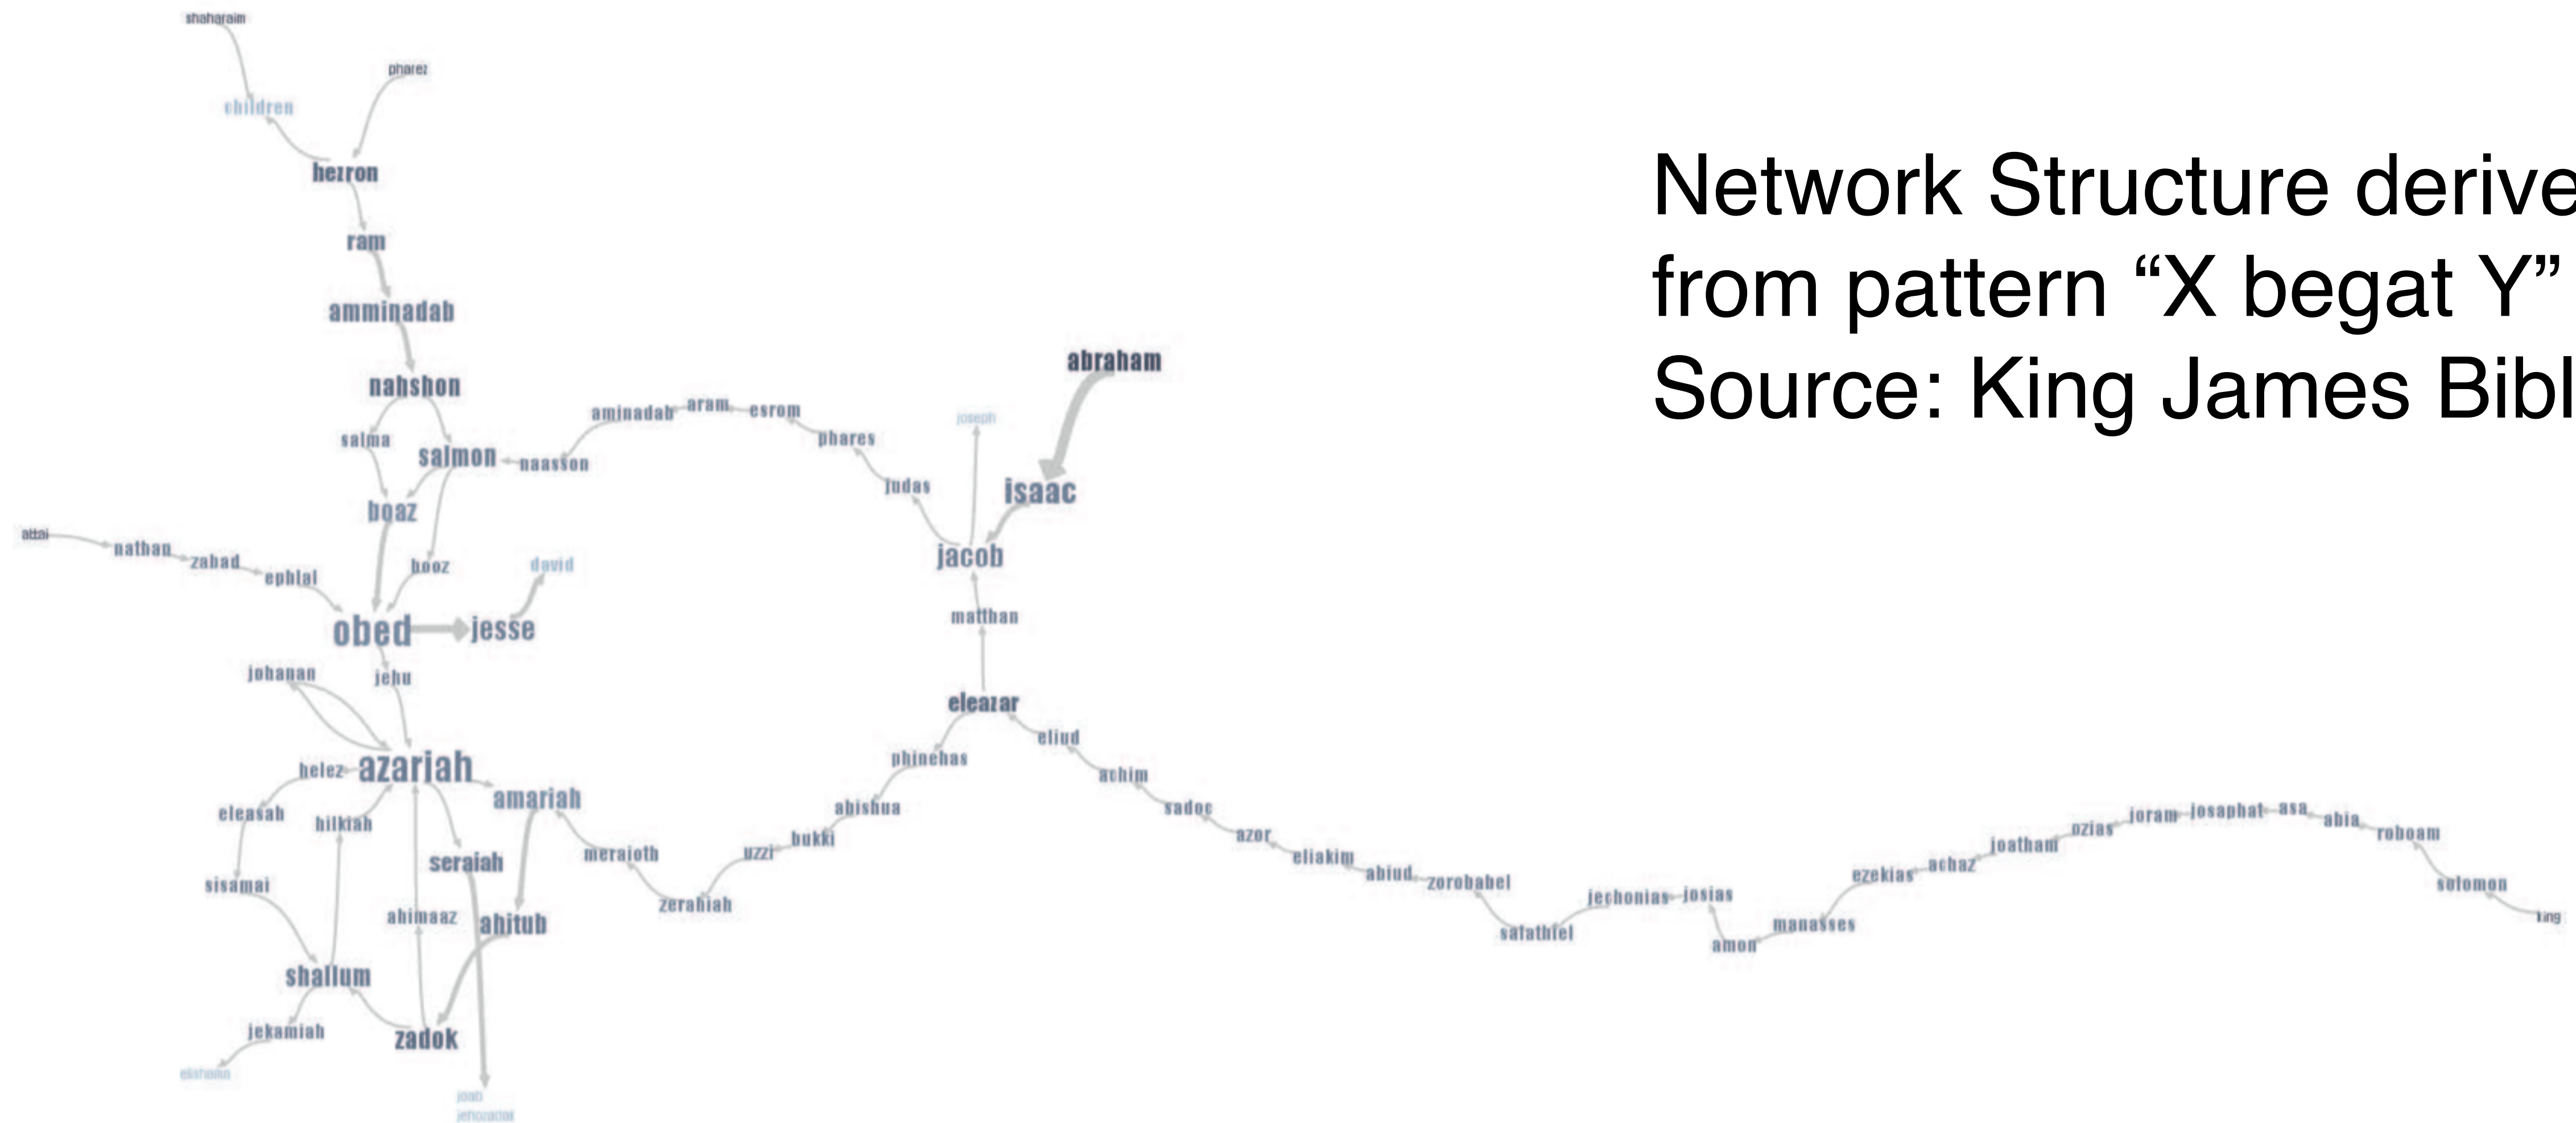 shaharaim
pharez
children
Network Structure derive
hezron
ram
from pattern “X begat Y”
amminadab
abraham
nahshon
Source: King James Bibl
aram
esrom
aminadab
joseph
phares
salma
salmon
naasson
judas
isaac
boaz
attai
nathan
jacob
zabad
booz
david
ephlal
matthan
obed
jesse
johanan
jehu
eleazar
eliud
phinehas
azariah
helez
achim
amariah
abishua
sadoc
josaphat
asa
eleasah
joram
abia
hilkiah
ozias
roboam
azor
bukki
joatham
uzzi
meraioth
eliakim
seraiah
achaz
abiud
ezekias
zorobabel
solomon
sisamai
jechonias
josias
zerahiah
ahimaaz
king
ahitub
manasses
salathiel
amon
shallum
jekamiah
zadok
elishama
joab